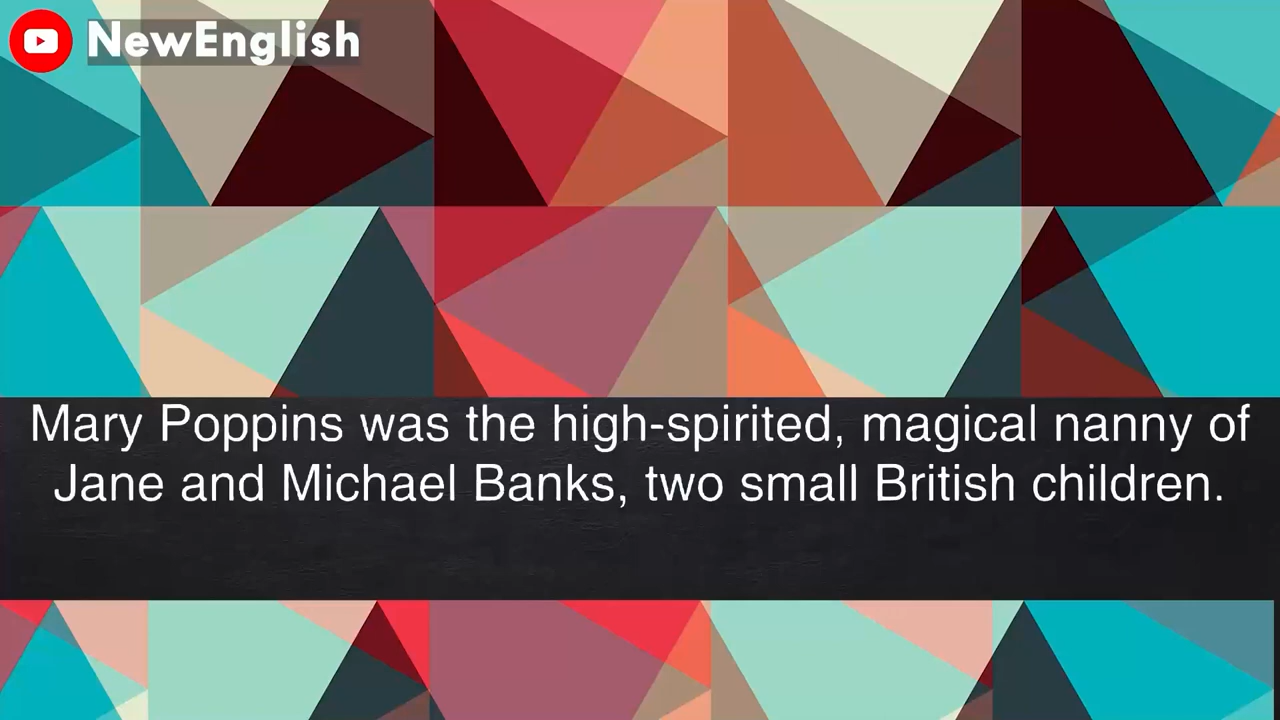 NewEnglish
Mary Poppins was the high-spirited, magical nanny of
Jane and Michael Banks, two small British children.